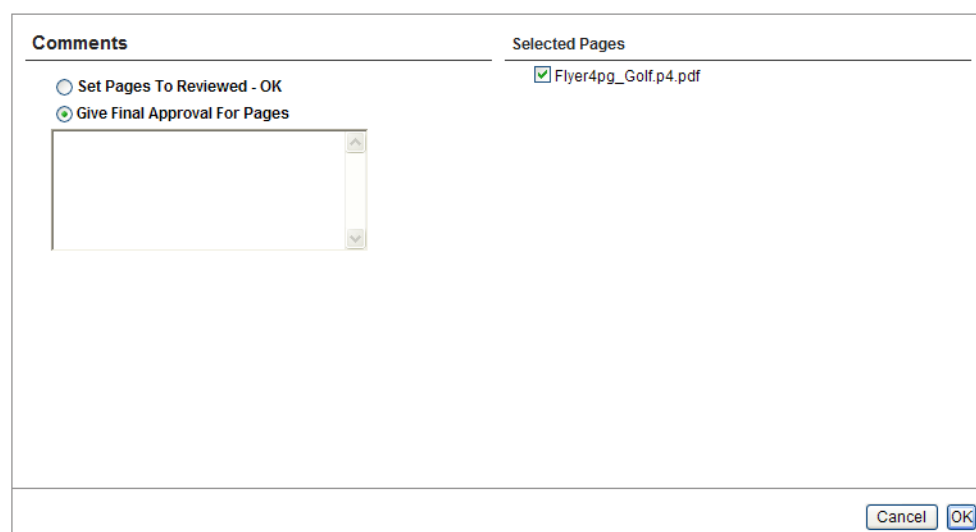 Comments
Set Pages To Reviewed - OK
Give Final Approval For Pages
Selected Pages
Flyer4pg_Golf.p4.pdf
Cancel OK